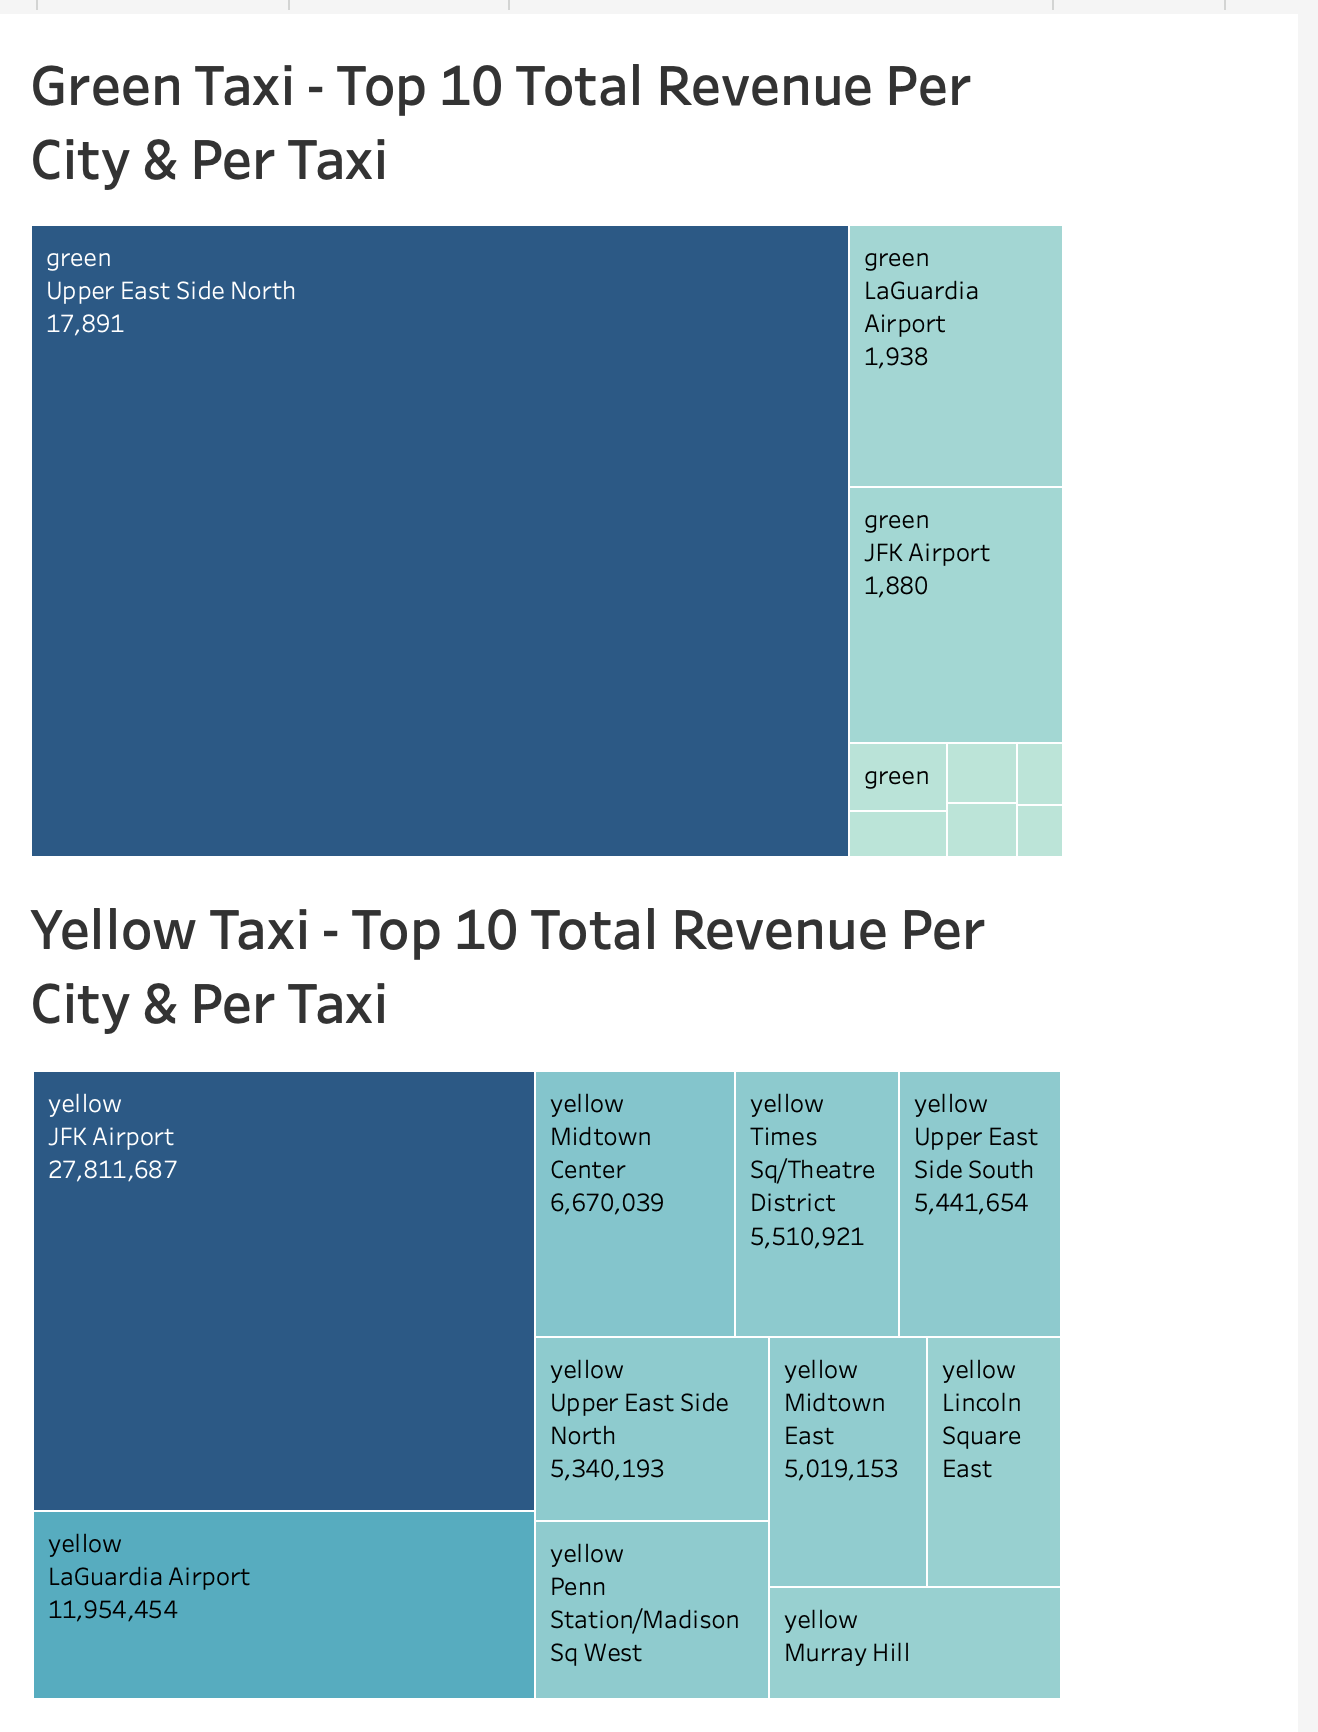 Green Taxi - Top 10 Total Revenue Per
City & Per Taxi
green
Upper East Side North
17,891
green
LaGuardia
Airport
1,938
green
JFK Airport
1,880
green
Yellow Taxi - Top 10 Total Revenue Per
City & Per Taxi
yellow
JFK Airport
27,811,687
yellow
LaGuardia Airport
11,954,454
yellow
Midtown
Center
6,670,039
yellow
Times
Sq/Theatre
District
5,510,921
yellow
Upper East
Side South
5,441,654
yellow
Upper East Side
North
5,340,193
yellow
Penn
Station/Madison
Sq West
yellow
Midtown
East
5,019,153
yellow
Lincoln
Square
East
yellow
Murray Hill